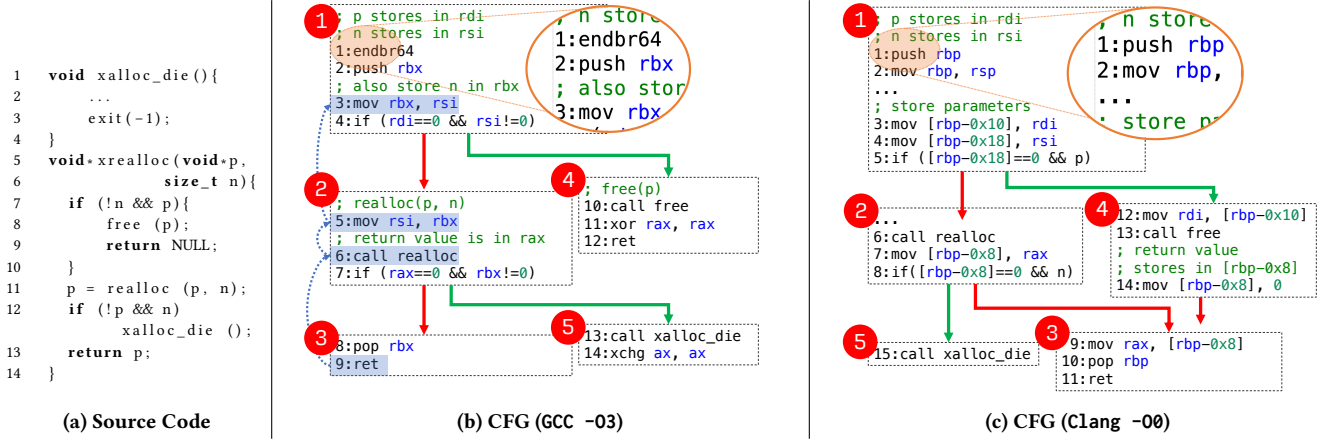 1 void xalloc_die(){
2 ...
3 exit(-1);
4 }
5 void* xrealloc(void*p,
6 size_t n){
7 if (!n && p){
8 free (p);
9 return NULL;
10 }
11 p = realloc (p, n);
12 if (!p && n)
xalloc_die ();
13 return p;
14 }
(a) Source Code
1
; p stores in rdi
; n stores in rsi
1:endbr64
2:push rbx
; also store n in rbx
3:mov rbx, rsi
4:if (rdi==0 && rsi!=0)
; n store
1:endbr64
2:push rbx
; also stor
3:mov rbx
2
; realloc(p, n)
5:mov rsi, rbx
; return value is in rax
6:call realloc
7:if (rax==0 && rbx!=0)
4
; free(p)
10:call free
11:xor rax, rax
12:ret
3
8:pop rbx
9:ret
5
13:call xalloc_die
14:xchg ax, ax
(b) CFG (GCC -O3)
1
; p stores in rdi
; n stores in rsi
1:push rbp
2:mov rbp, rsp
...
; store parameters
3:mov [rbp-0x10], rdi
4:mov [rbp-0x18], rsi
5:if ([rbp-0x18]==0 && p)
; n store
1:push rbp
2:mov rbp,
...
; store pa
2
...
6:call realloc
7:mov [rbp-0x8], rax
8:if([rbp-0x8]==0 && n)
4
12:mov rdi, [rbp-0x10]
13:call free
; return value
; stores in [rbp-0x8]
14:mov [rbp-0x8], 0
5
15:call xalloc_die
3
9:mov rax, [rbp-0x8]
10:pop rbp
11:ret
(c) CFG (Clang -O0)